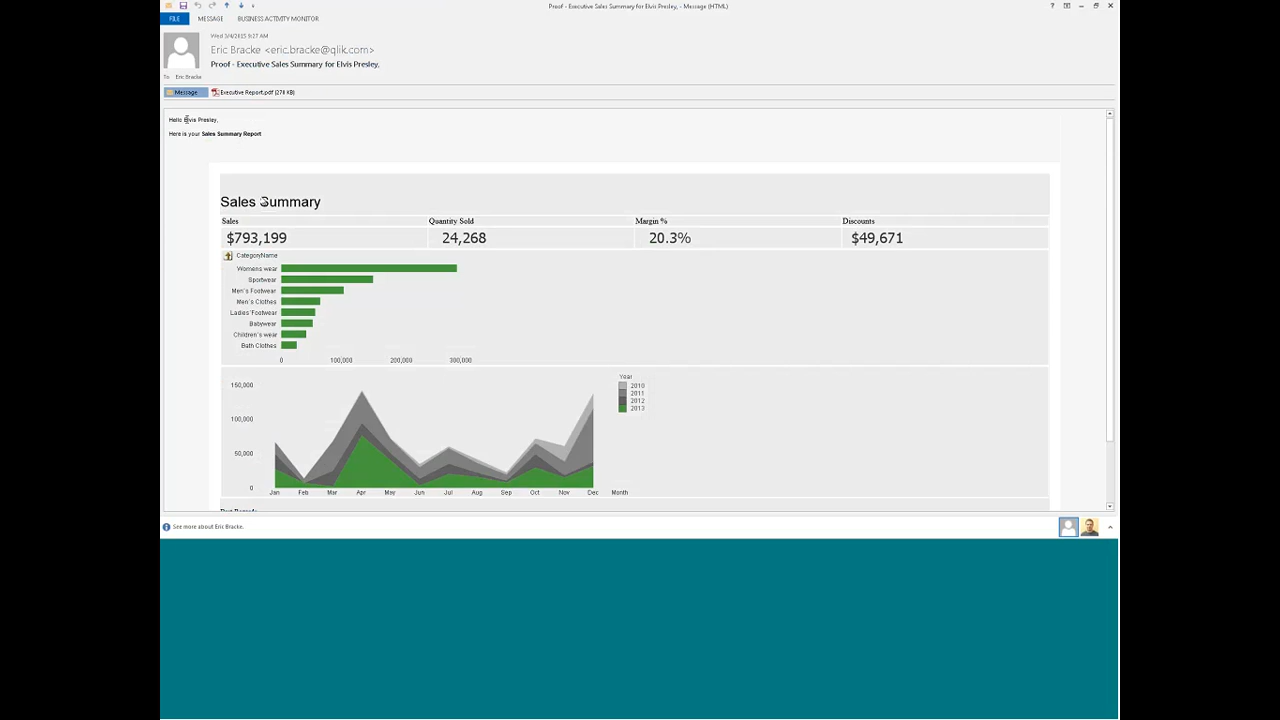 Proof - Executive Sales Summary for Elvis Presley, - Message (HTML)
FILE MESSAGE BUSINESS ACTIVITY MONITOR
Wed 3/4/2015 9:27 AM
Eric Bracke <eric.bracke@qlik.com>
Proof - Executive Sales Summary for Elvis Presley,
To Eric Bracke
Message Executive Report.pdf (278 KB)
Hello Elvis Presley,
Here is your Sales Summary Report
Sales Summary
Sales Quantity Sold Margin % Discounts
$793,199 24,268 20.3% $49,671
CategoryName
Womens wear
Sportwear
Men´s Footwear
Men´s Clothes
Ladies´Footwear
Babywear
Children´s wear
Bath Clothes
0 100,000 200,000 300,000
Year
150,000 2010
2011
2012
2013
100,000
50,000
0
Jan Feb Mar Apr May Jun Jul Aug Sep Oct Nov Dec Month
See more about Eric Bracke.